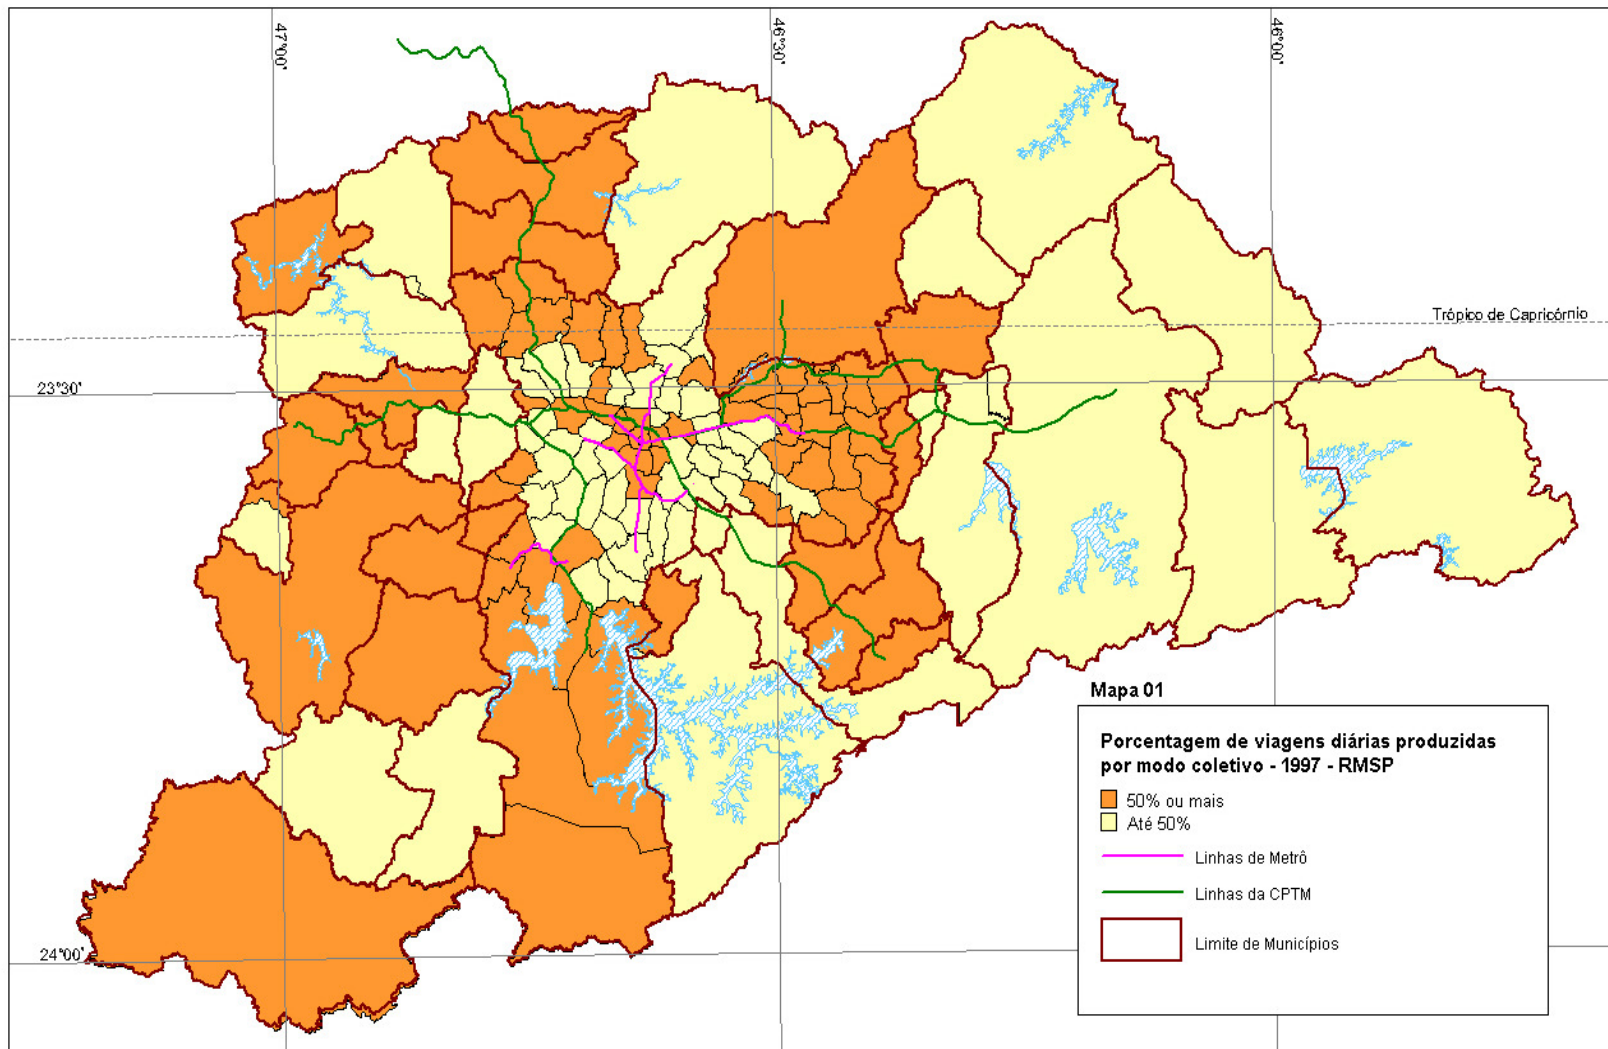 47°00'
46°30'
46°00'
Trópico de Capricórnio
23°30'
24°00'
Mapa 01
Porcentagem de viagens diárias produzidas
por modo coletivo - 1997 - RMSP
50% ou mais
Até 50%
Linhas de Metrô
Linhas da CPTM
Limite de Municípios